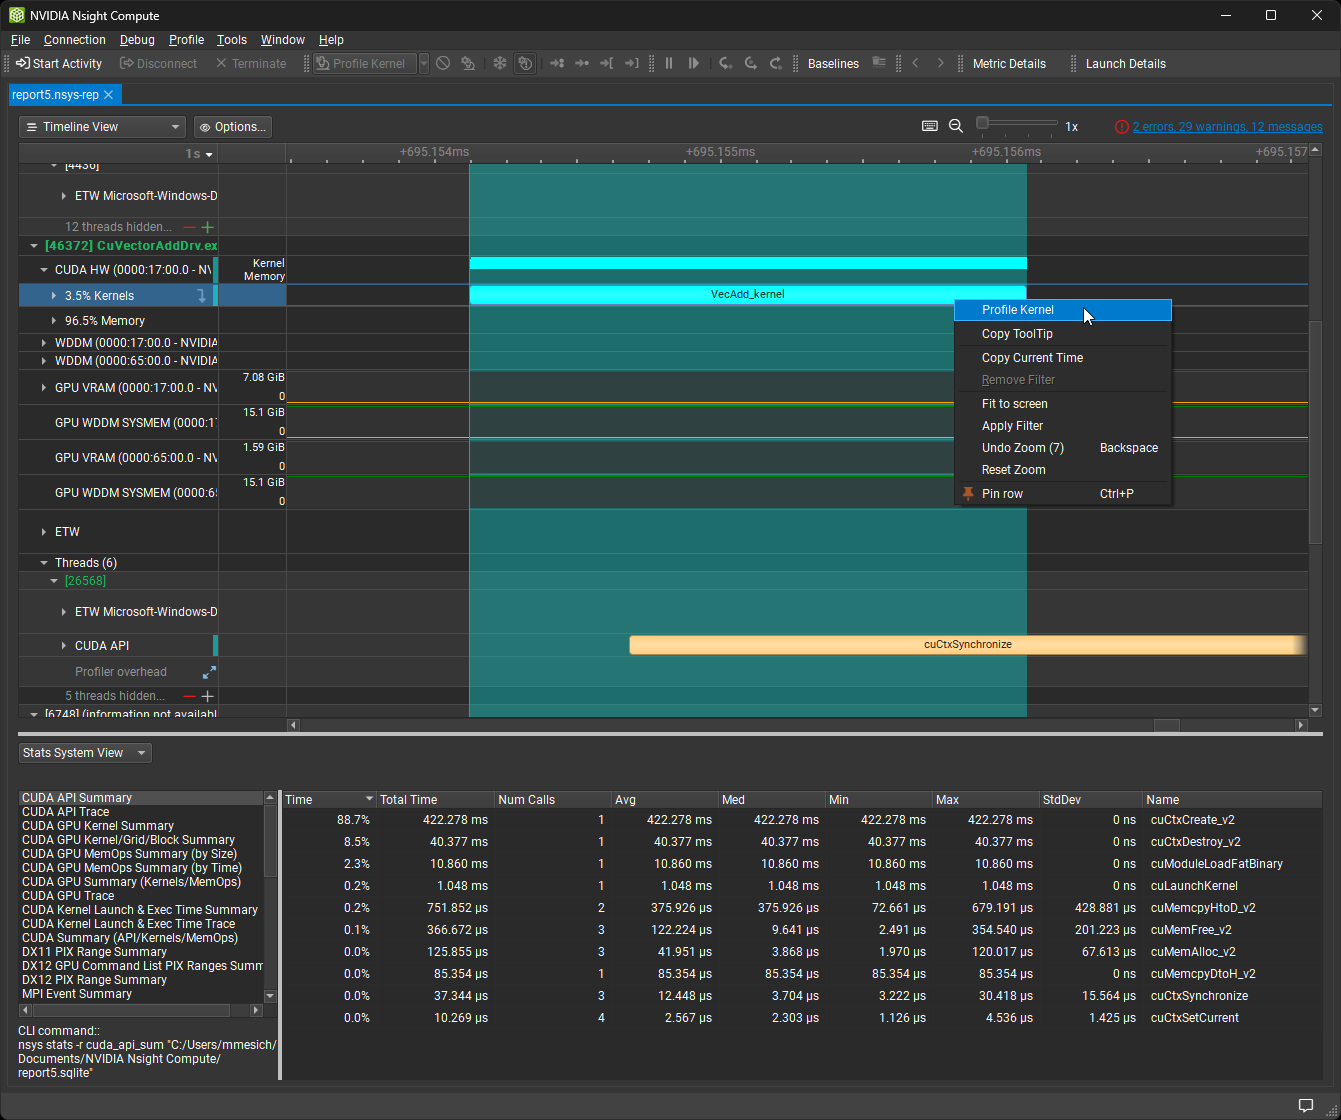 NVIDIA Nsight Compute
File Connection Debug Profile Tools Window Help
Start Activity Disconnect Terminate Profile Kernel Baselines Metric Details Launch Details
report5.nsys-rep
Timeline View Options... 1x 2 errors, 29 warnings, 12 messages
1s +695.154ms +695.155ms +695.156ms +695.157
[4436]
ETW Microsoft-Windows-D
12 threads hidden...
[46372] CuVectorAddDrv.ex
CUDA HW (0000:17:00.0 - NV Kernel
Memory
3.5% Kernels VecAdd_kernel
96.5% Memory
WDDM (0000:17:00.0 - NVIDIA
WDDM (0000:65:00.0 - NVIDIA
GPU VRAM (0000:17:00.0 - NV 7.08 GiB
0
GPU WDDM SYSMEM (0000:17 15.1 GiB
0
GPU VRAM (0000:65:00.0 - NV 1.59 GiB
0
GPU WDDM SYSMEM (0000:65 15.1 GiB
0
Profile Kernel
Copy ToolTip
Copy Current Time
Remove Filter
Fit to screen
Apply Filter
Undo Zoom (7) Backspace
Reset Zoom
Pin row Ctrl+P
ETW
Threads (6)
[26568]
ETW Microsoft-Windows-D
CUDA API cuCtxSynchronize
Profiler overhead
5 threads hidden...
[6748] (information not availabl
Stats System View
CUDA API Summary
CUDA API Trace
CUDA GPU Kernel Summary
CUDA GPU Kernel/Grid/Block Summary
CUDA GPU MemOps Summary (by Size)
CUDA GPU MemOps Summary (by Time)
CUDA GPU Summary (Kernels/MemOps)
CUDA GPU Trace
CUDA Kernel Launch & Exec Time Summary
CUDA Kernel Launch & Exec Time Trace
CUDA Summary (API/Kernels/MemOps)
DX11 PIX Range Summary
DX12 GPU Command List PIX Ranges Summ
DX12 PIX Range Summary
MPI Event Summary
CLI command::
nsys stats -r cuda_api_sum "C:/Users/mmesich/
Documents/NVIDIA Nsight Compute/
report5.sqlite"
Time Total Time Num Calls Avg Med Min Max StdDev Name
88.7% 422.278 ms 1 422.278 ms 422.278 ms 422.278 ms 422.278 ms 0 ns cuCtxCreate_v2
8.5% 40.377 ms 1 40.377 ms 40.377 ms 40.377 ms 40.377 ms 0 ns cuCtxDestroy_v2
2.3% 10.860 ms 1 10.860 ms 10.860 ms 10.860 ms 10.860 ms 0 ns cuModuleLoadFatBinary
0.2% 1.048 ms 1 1.048 ms 1.048 ms 1.048 ms 1.048 ms 0 ns cuLaunchKernel
0.2% 751.852 μs 2 375.926 μs 375.926 μs 72.661 μs 679.191 μs 428.881 μs cuMemcpyHtoD_v2
0.1% 366.672 μs 3 122.224 μs 9.641 μs 2.491 μs 354.540 μs 201.223 μs cuMemFree_v2
0.0% 125.855 μs 3 41.951 μs 3.868 μs 1.970 μs 120.017 μs 67.613 μs cuMemAlloc_v2
0.0% 85.354 μs 1 85.354 μs 85.354 μs 85.354 μs 85.354 μs 0 ns cuMemcpyDtoH_v2
0.0% 37.344 μs 3 12.448 μs 3.704 μs 3.222 μs 30.418 μs 15.564 μs cuCtxSynchronize
0.0% 10.269 μs 4 2.567 μs 2.303 μs 1.126 μs 4.536 μs 1.425 μs cuCtxSetCurrent